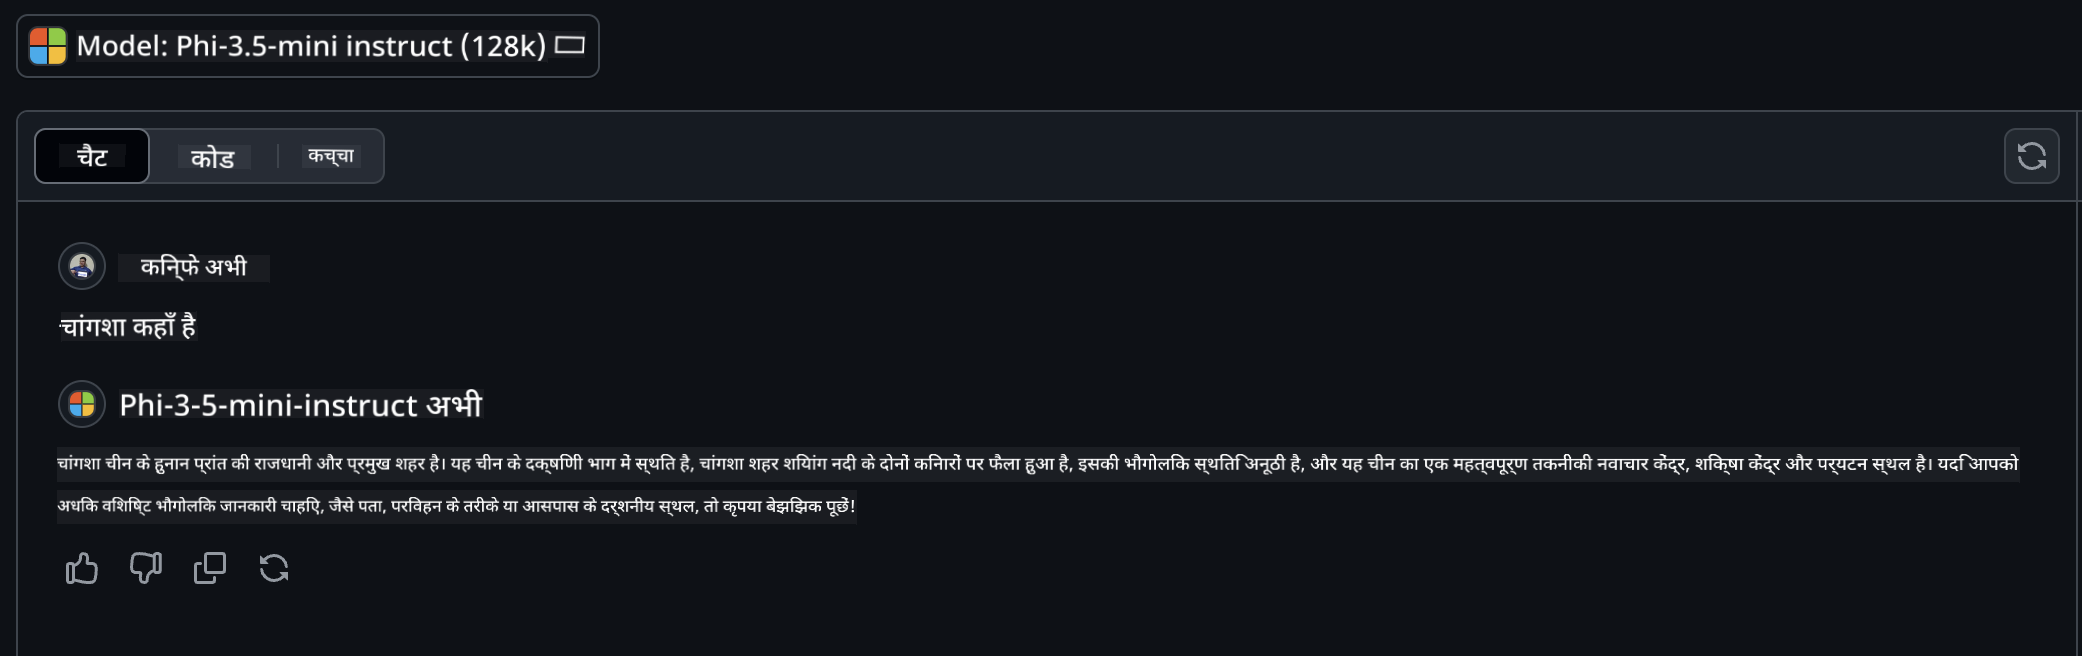 Model: Phi-3.5-mini instruct (128k)
चैट
कोड
कच्चा
किन्फे अभी
चांगशा कहाँ है
Phi-3-5-mini-instruct अभी
चांगशा चीन के हुनान प्रांत की राजधानी और प्रमुख शहर है। यह चीन के दक्षिणी भाग में स्थित है, चांगशा शहर शियांग नदी के दोनों किनारों पर फैला हुआ है, इसकी भौगोलिक स्थिति अनूठी है, और यह चीन का एक महत्वपूर्ण तकनीकी नवाचार केंद्र, शिक्षा केंद्र और पर्यटन स्थल है। यदि आपको
अधिक विशिष्ट भौगोलिक जानकारी चाहिए, जैसे पता, परिवहन के तरीके या आसपास के दर्शनीय स्थल, तो कृपया बेझिझक पूछें!